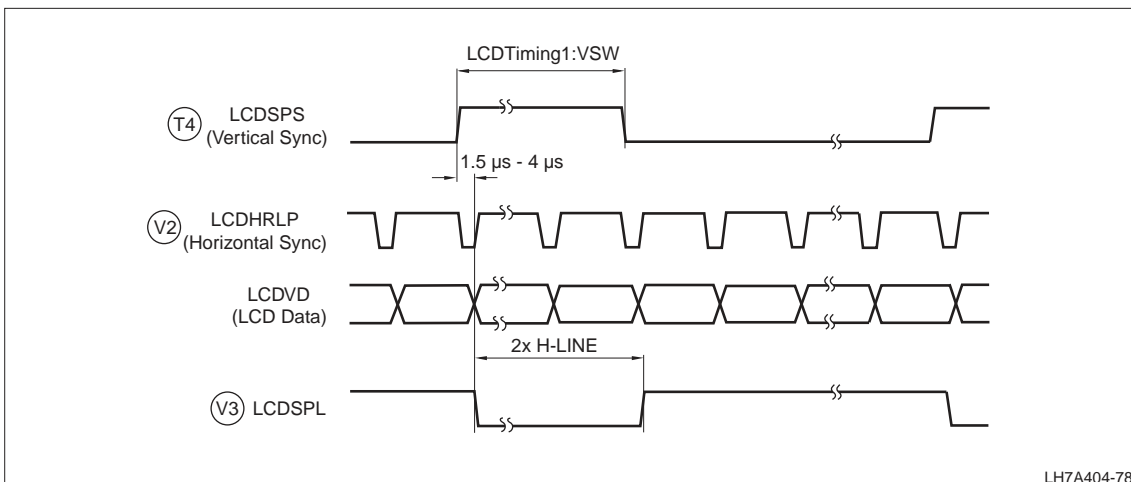 LCDTiming1:VSW
T4
LCDSPS
(Vertical Sync)
1.5 µs - 4 µs
V2
LCDHRLP
(Horizontal Sync)
LCDVD
(LCD Data)
2x H-LINE
V3 LCDSPL
LH7A404-78